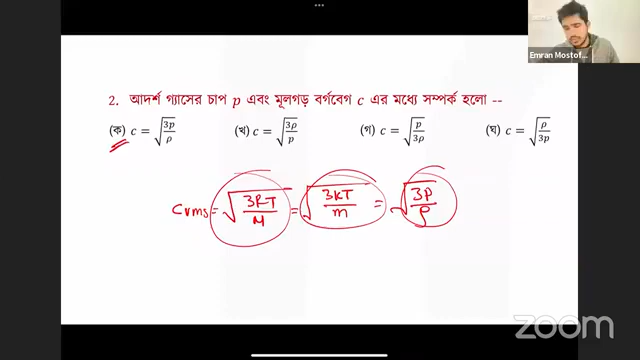 Emran Mostof...
2. আদর্শ গ্যাসের চাপ p এবং মূলগড় বর্গবেগ c এর মধ্যে সম্পর্ক হলো --
(ক) c = √(3p/ρ) (খ) c = √(3ρ/p) (গ) c = √(p/3ρ) (ঘ) c = √(ρ/3p)
Crms = √(3RT/M) = √(3KT/m) = √(3P/ρ)
zoom